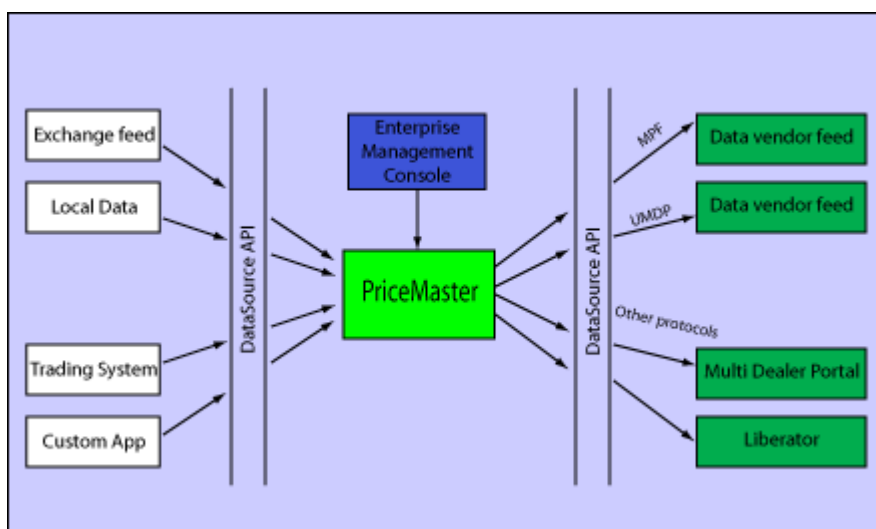 Exchange feed
Local Data
Trading System
Custom App
DataSource API
Enterprise
Management
Console
PriceMaster
DataSource API
MPF
UMDP
Other protocols
Data vendor feed
Data vendor feed
Multi Dealer Portal
Liberator